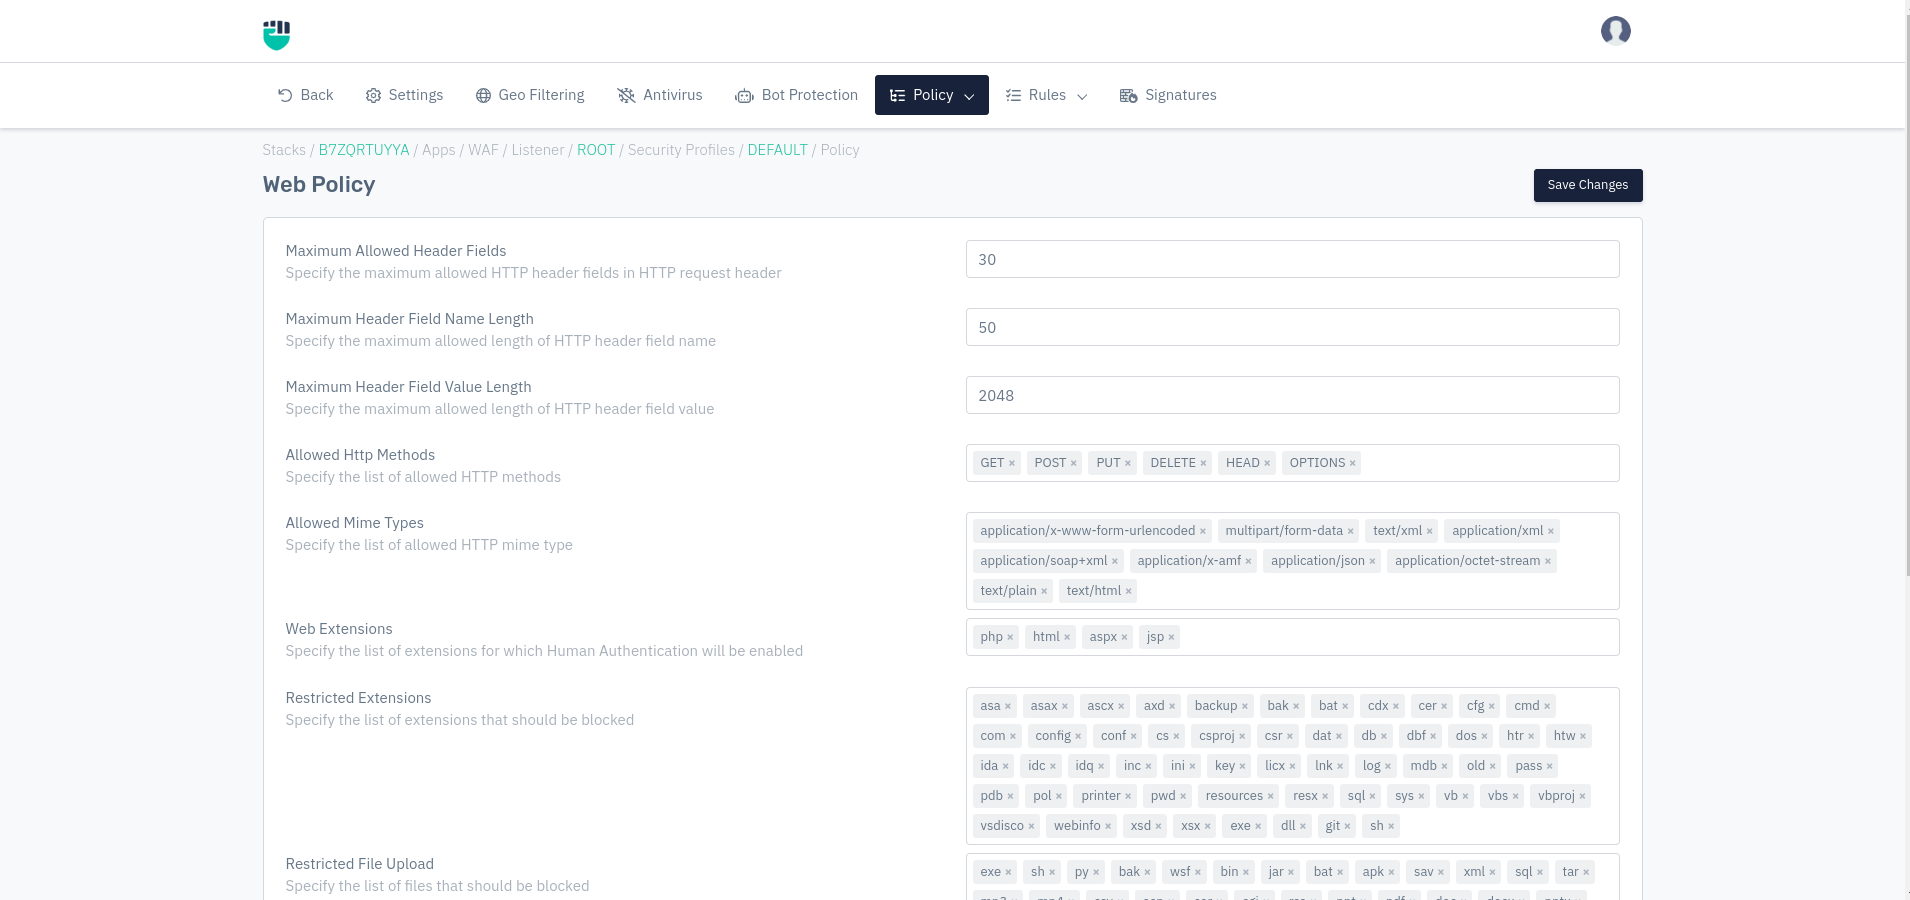 Back Settings Geo Filtering Antivirus Bot Protection Policy Rules Signatures
Stacks / B7ZQRTUYYA / Apps / WAF / Listener / ROOT / Security Profiles / DEFAULT / Policy
Web Policy
Save Changes
Maximum Allowed Header Fields
Specify the maximum allowed HTTP header fields in HTTP request header
30
Maximum Header Field Name Length
Specify the maximum allowed length of HTTP header field name
50
Maximum Header Field Value Length
Specify the maximum allowed length of HTTP header field value
2048
Allowed Http Methods
Specify the list of allowed HTTP methods
GET × POST × PUT × DELETE × HEAD × OPTIONS ×
Allowed Mime Types
Specify the list of allowed HTTP mime type
application/x-www-form-urlencoded × multipart/form-data × text/xml × application/xml ×
application/soap+xml × application/x-amf × application/json × application/octet-stream ×
text/plain × text/html ×
Web Extensions
Specify the list of extensions for which Human Authentication will be enabled
php × html × aspx × jsp ×
Restricted Extensions
Specify the list of extensions that should be blocked
asa × asax × ascx × axd × backup × bak × bat × cdx × cer × cfg × cmd ×
com × config × conf × cs × csproj × csr × dat × db × dbf × dos × htr × htw ×
ida × idc × idq × inc × ini × key × licx × lnk × log × mdb × old × pass ×
pdb × pol × printer × pwd × resources × resx × sql × sys × vb × vbs × vbproj ×
vsdisco × webinfo × xsd × xsx × exe × dll × git × sh ×
Restricted File Upload
Specify the list of files that should be blocked
exe × sh × py × bak × wsf × bin × jar × bat × apk × sav × xml × sql × tar ×